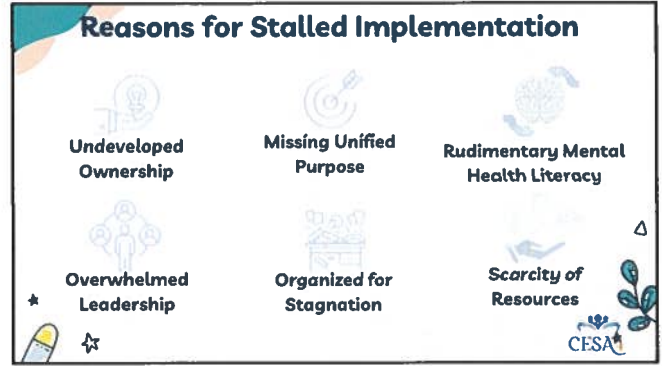 Reasons for Stalled Implementation
Undeveloped
Ownership
Missing Unified
Purpose
Rudimentary Mental
Health Literacy
Overwhelmed
Leadership
Organized for
Stagnation
Scarcity of
Resources
CESA